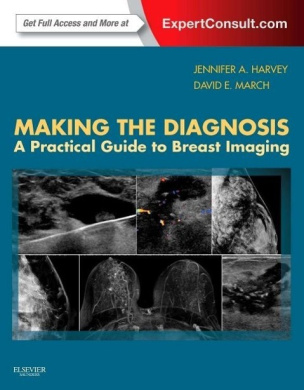 Get Full Access and More at
ExpertConsult.com
JENNIFER A. HARVEY
DAVID E. MARCH
MAKING THE DIAGNOSIS
A Practical Guide to Breast Imaging
ELSEVIER
SAUNDERS